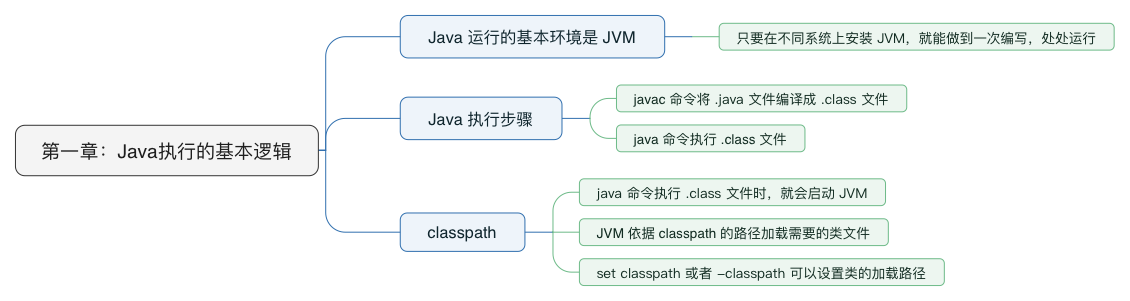 第一章：Java执行的基本逻辑
Java 运行的基本环境是 JVM
只要在不同系统上安装 JVM，就能做到一次编写，处处运行
Java 执行步骤
javac 命令将 .java 文件编译成 .class 文件
java 命令执行 .class 文件
classpath
java 命令执行 .class 文件时，就会启动 JVM
JVM 依据 classpath 的路径加载需要的类文件
set classpath 或者 –classpath 可以设置类的加载路径